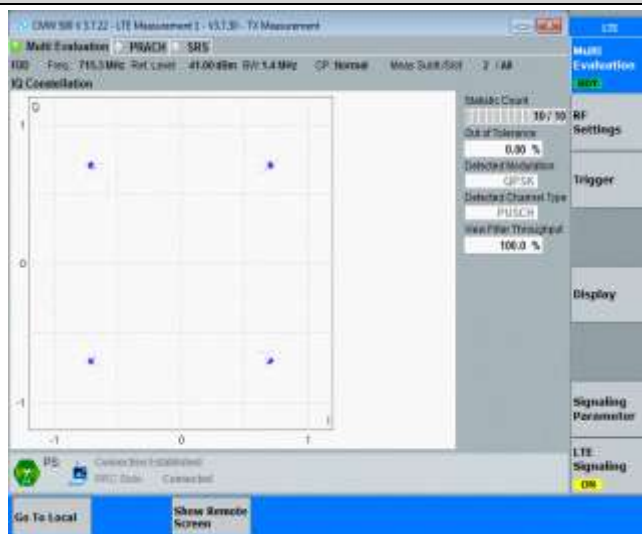 CMW 500 V 3.7.22 - LTE Measurement 1 - V3.7.30 - TX Measurement
LTE
Multi Evaluation PRACH SRS
FDD Freq.: 715.3 MHz Ref. Level: 41.00 dBm BW: 1.4 MHz CP: Normal Meas Subfr./Slot: 2 / All
IQ Constellation
Q
1
0
-1
-1 0 1
I
Statistic Count
10 / 10
Out of Tolerance
0.00 %
Detected Modulation
QPSK
Detected Channel Type
PUSCH
View Filter Throughput
100.0 %
PS:
Connection Established
RRC State: Connected
Multi
Evaluation
RDY
RF
Settings
Trigger
Display
Signaling
Parameter
LTE
Signaling
ON
Go To Local
Show Remote
Screen